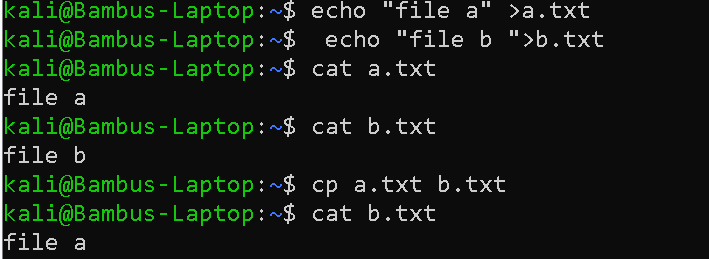 kali@Bambus-Laptop:~$ echo "file a" >a.txt
kali@Bambus-Laptop:~$  echo "file b ">b.txt
kali@Bambus-Laptop:~$ cat a.txt
file a
kali@Bambus-Laptop:~$ cat b.txt
file b
kali@Bambus-Laptop:~$ cp a.txt b.txt
kali@Bambus-Laptop:~$ cat b.txt
file a